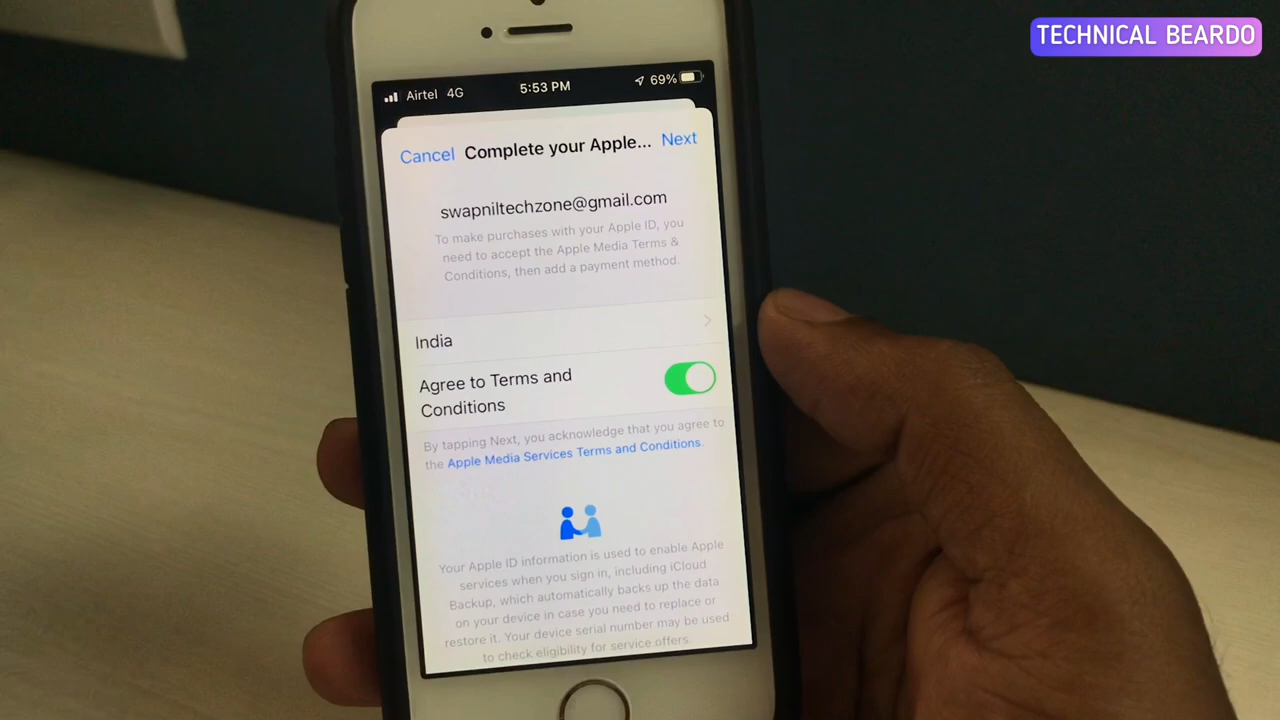 TECHNICAL BEARDO
Airtel 4G 5:53 PM 69%
Cancel Complete your Apple... Next
swapniltechzone@gmail.com
To make purchases with your Apple ID, you
need to accept the Apple Media Terms &
Conditions, then add a payment method.
India
Agree to Terms and
Conditions
By tapping Next, you acknowledge that you agree to
the Apple Media Services Terms and Conditions.
Your Apple ID information is used to enable Apple
services when you sign in, including iCloud
Backup, which automatically backs up the data
on your device in case you need to replace or
restore it. Your device serial number may be used
to check eligibility for service offers.